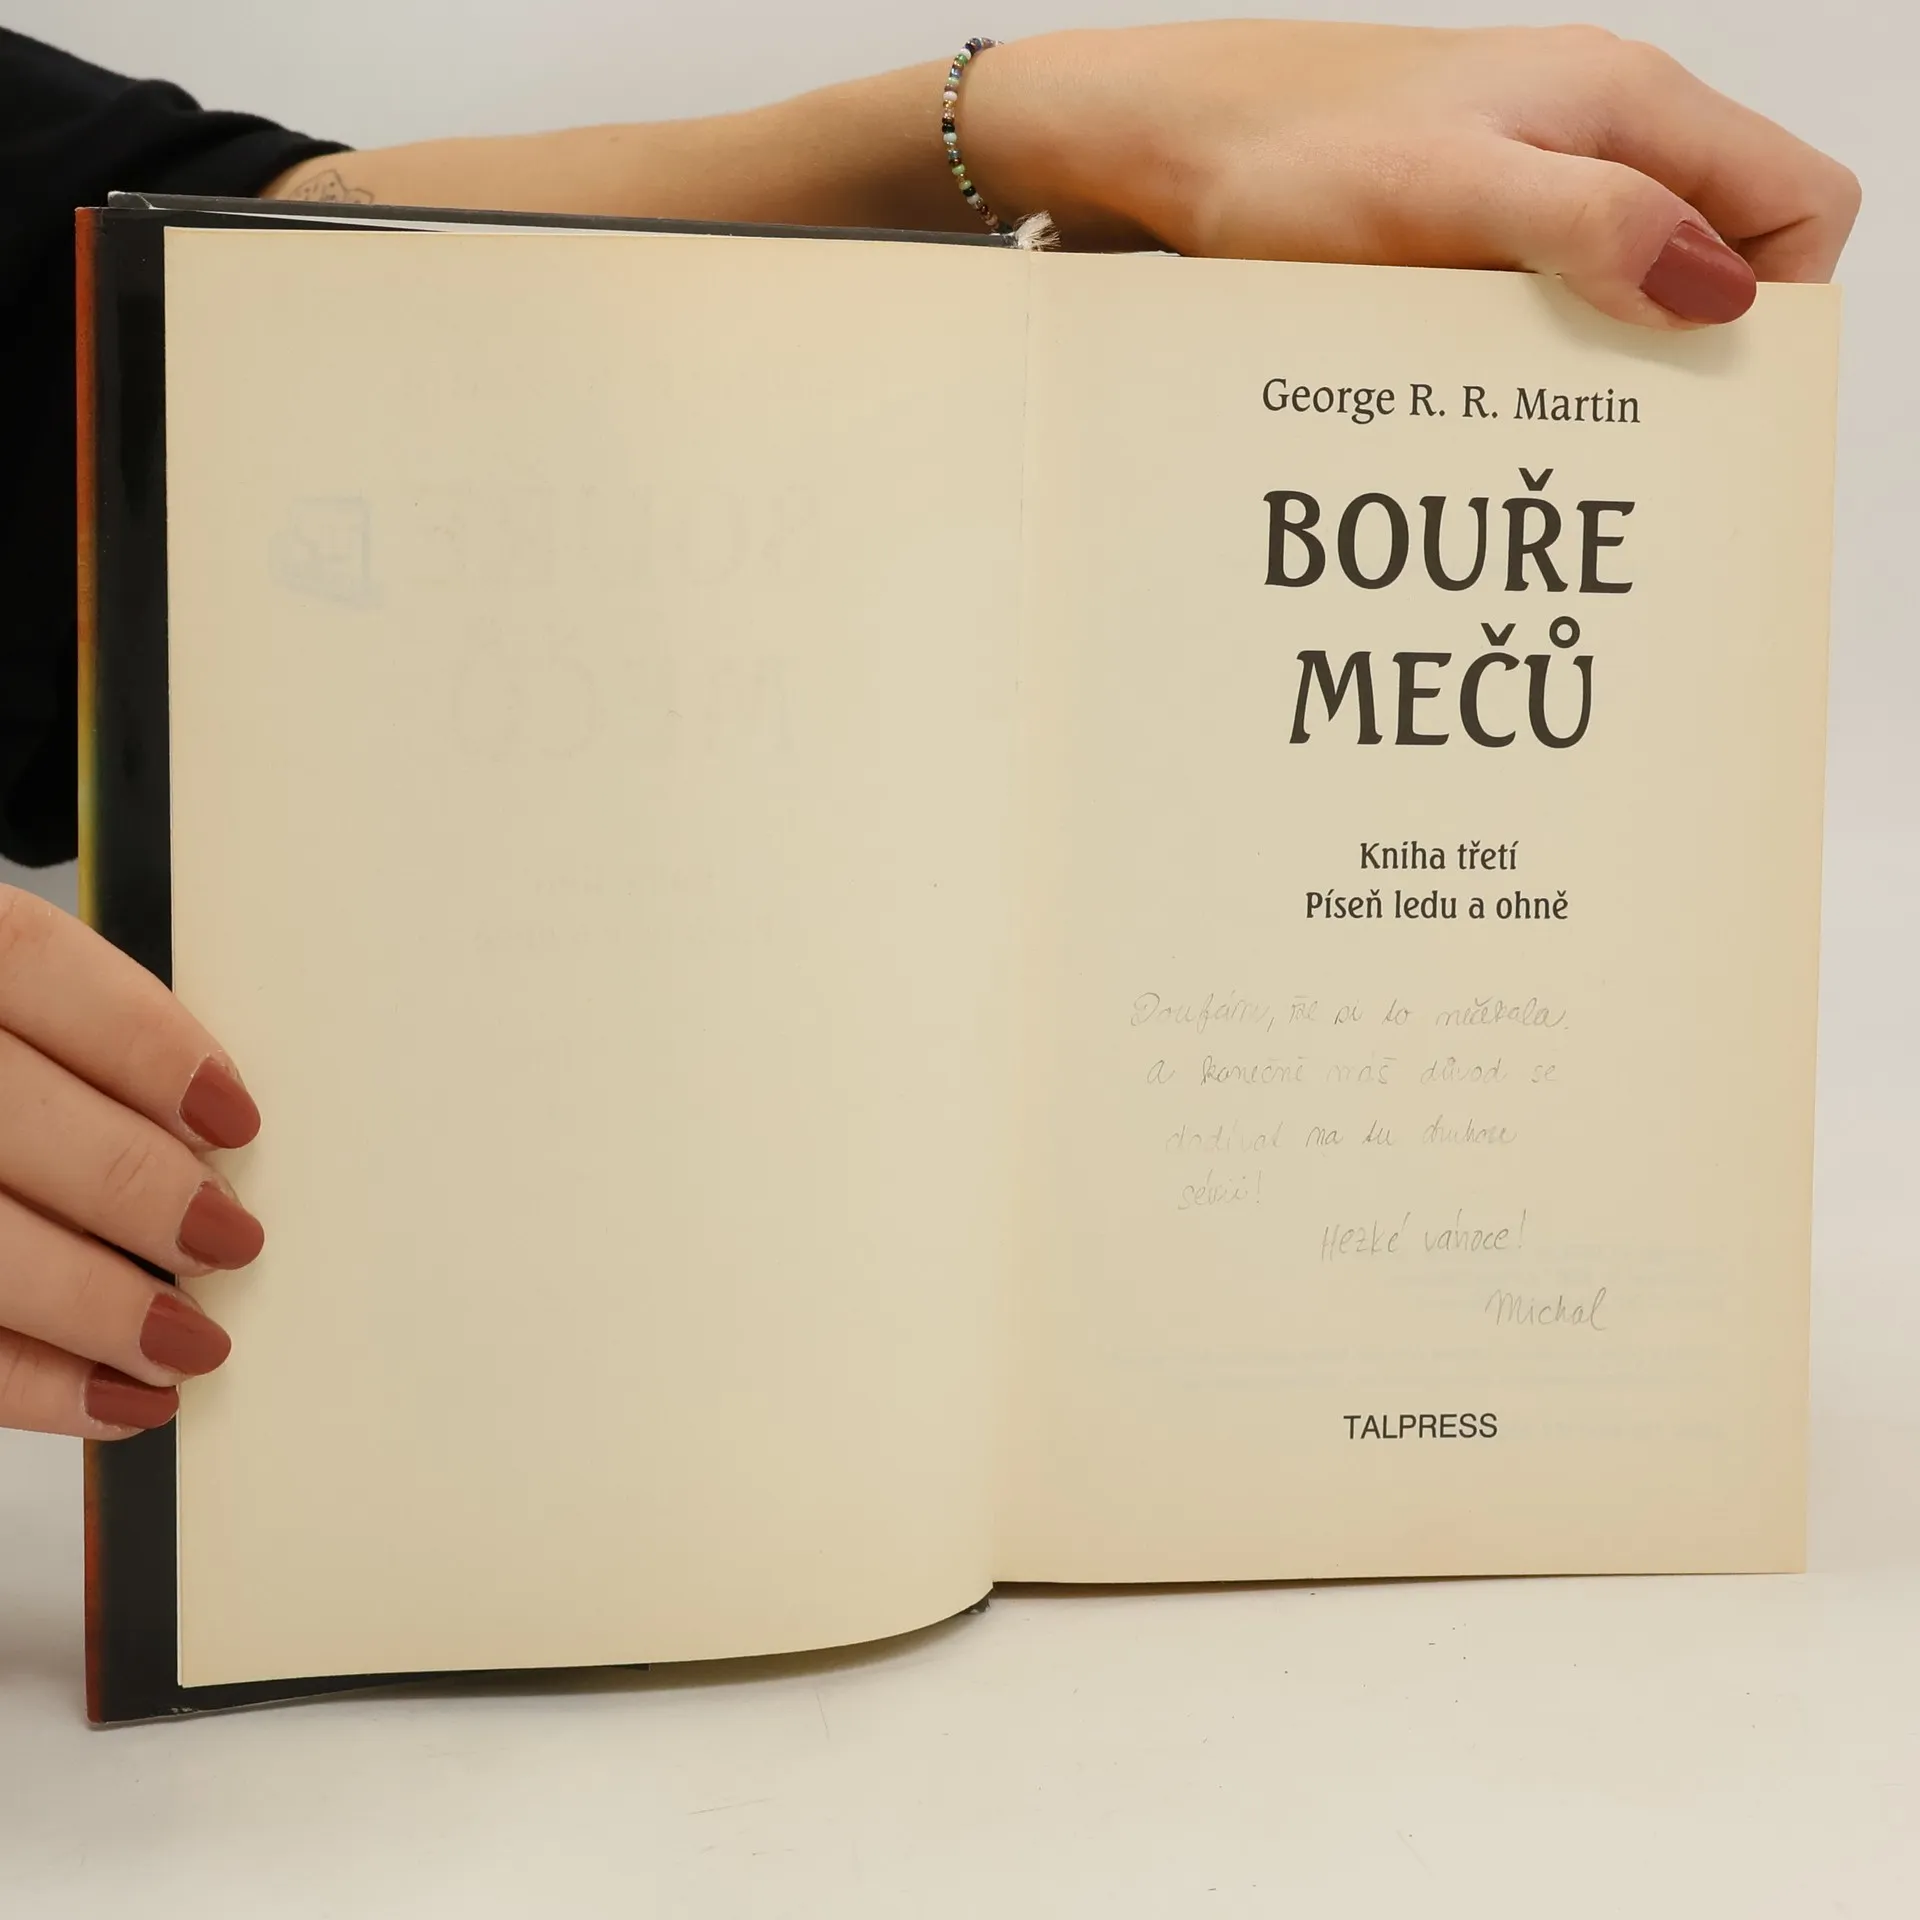 George R. R. Martin
BOUŘE
MEČŮ
Kniha třetí
Píseň ledu a ohně
Doufám, že si to nečekala
a konečně máš důvod se
dodívat na tu druhou
sérii!
Hezké vánoce!
Michal
TALPRESS